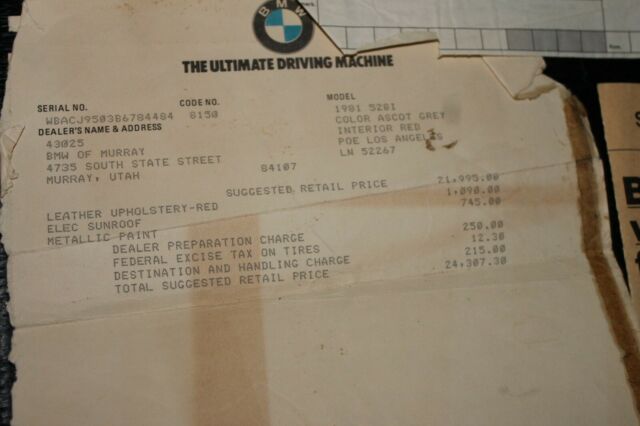 BMW
THE ULTIMATE DRIVING MACHINE
SERIAL NO. CODE NO. MODEL
WBACJ9503B6784484 8150 1981 528I
DEALER'S NAME & ADDRESS COLOR ASCOT GREY
43025 INTERIOR RED
BMW OF MURRAY POE LOS ANGELES
4735 SOUTH STATE STREET LN 52267
MURRAY, UTAH 84107
SUGGESTED RETAIL PRICE 21,995.00
LEATHER UPHOLSTERY-RED 1,090.00
ELEC SUNROOF 745.00
METALLIC PAINT
DEALER PREPARATION CHARGE 250.00
FEDERAL EXCISE TAX ON TIRES 12.30
DESTINATION AND HANDLING CHARGE 215.00
TOTAL SUGGESTED RETAIL PRICE 24,307.30